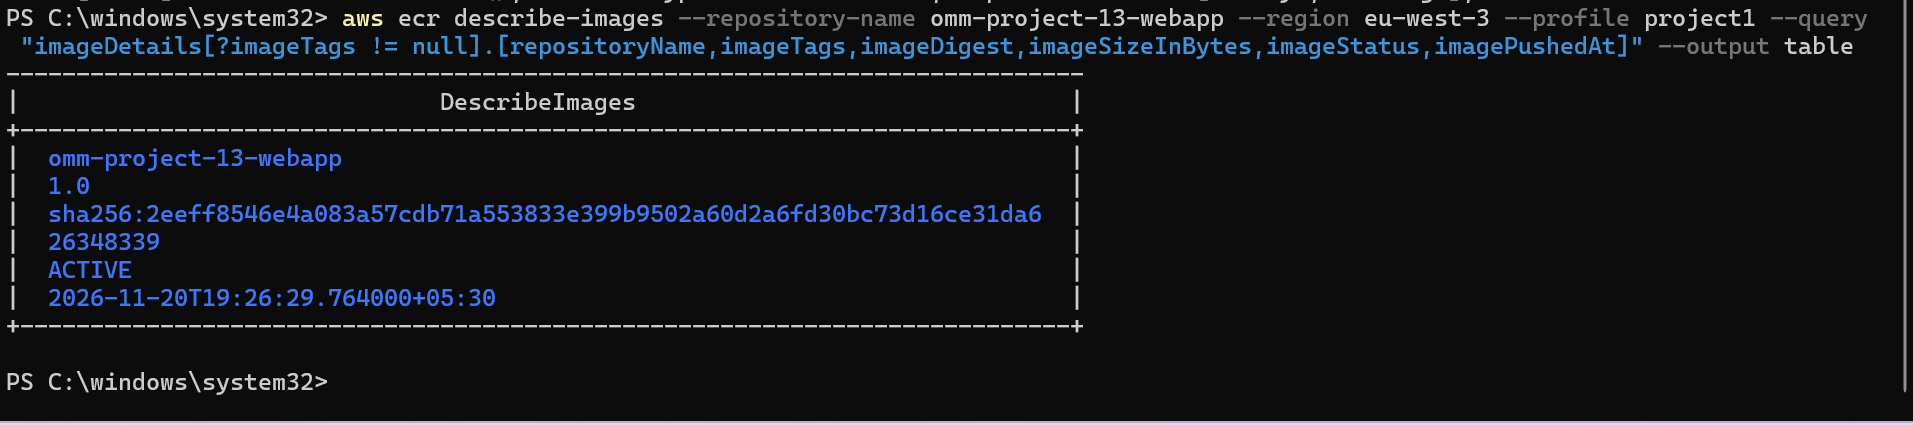 PS C:\windows\system32> aws ecr describe-images --repository-name omm-project-13-webapp --region eu-west-3 --profile project1 --query
"imageDetails[?imageTags != null].[repositoryName,imageTags,imageDigest,imageSizeInBytes,imageStatus,imagePushedAt]" --output table
DescribeImages
omm-project-13-webapp
1.0
sha256:2eeff8546e4a083a57cdb71a553833e399b9502a60d2a6fd30bc73d16ce31da6
26348339
ACTIVE
2026-11-20T19:26:29.764000+05:30
PS C:\windows\system32>